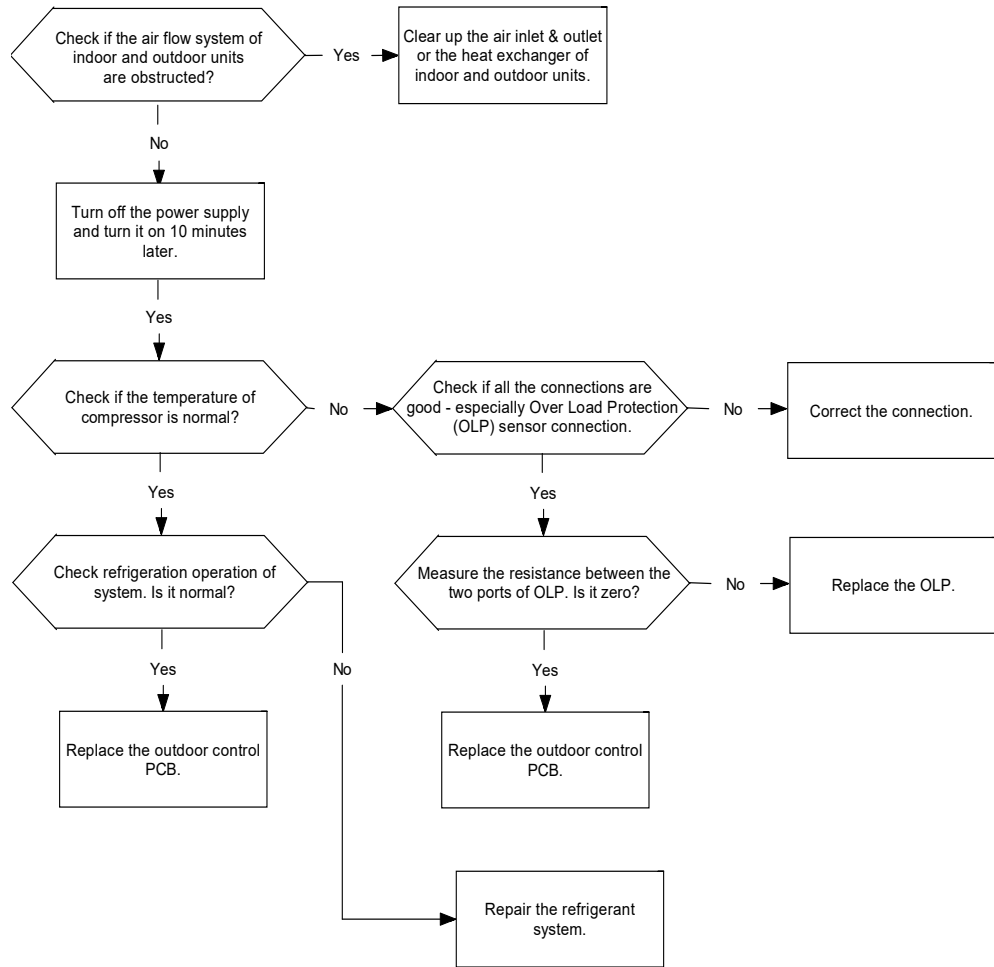 Check if the air flow system of
indoor and outdoor units
are obstructed?
Yes
Clear up the air inlet & outlet
or the heat exchanger of
indoor and outdoor units.
No
Turn off the power supply
and turn it on 10 minutes
later.
Yes
Check if the temperature of
compressor is normal?
No
Check if all the connections are
good - especially Over Load Protection
(OLP) sensor connection.
No
Correct the connection.
Yes
Yes
Check refrigeration operation of
system. Is it normal?
Measure the resistance between the
two ports of OLP. Is it zero?
No
Replace the OLP.
No
Yes
Yes
Replace the outdoor control
PCB.
Replace the outdoor control
PCB.
Repair the refrigerant
system.